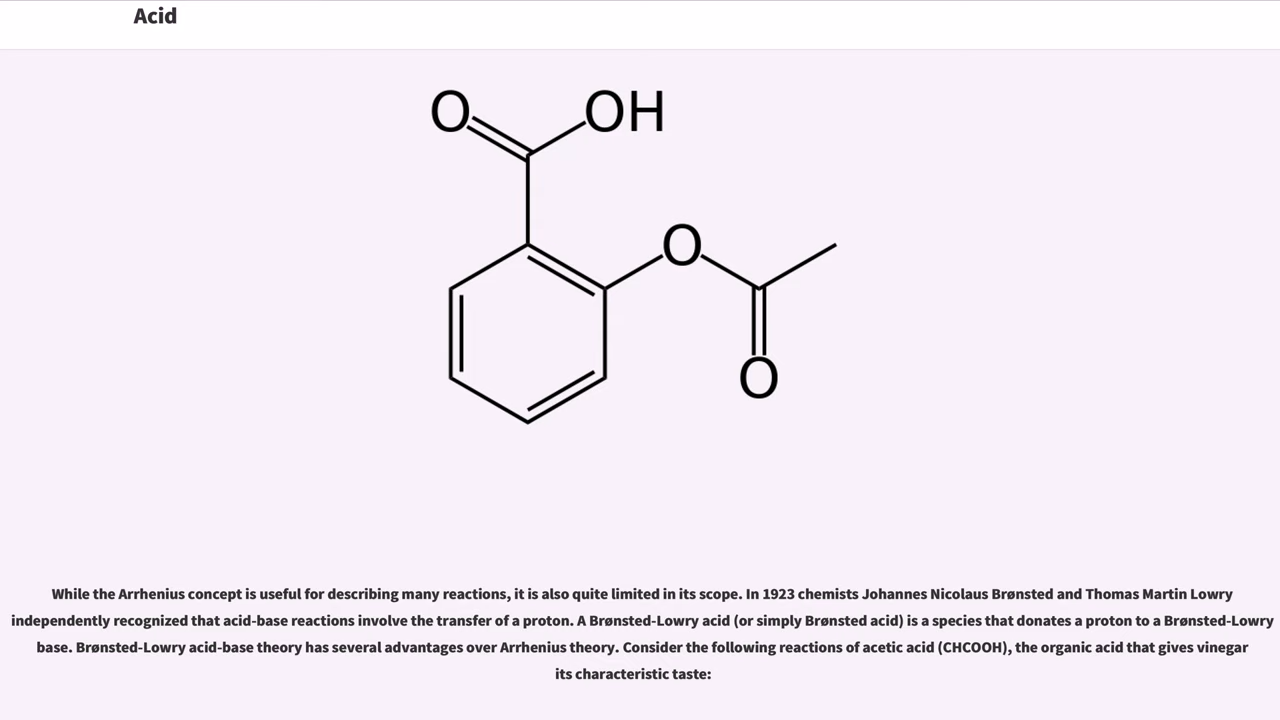 Acid
O OH
O
O
While the Arrhenius concept is useful for describing many reactions, it is also quite limited in its scope. In 1923 chemists Johannes Nicolaus Brønsted and Thomas Martin Lowry
independently recognized that acid-base reactions involve the transfer of a proton. A Brønsted-Lowry acid (or simply Brønsted acid) is a species that donates a proton to a Brønsted-Lowry
base. Brønsted-Lowry acid-base theory has several advantages over Arrhenius theory. Consider the following reactions of acetic acid (CHCOOH), the organic acid that gives vinegar
its characteristic taste: